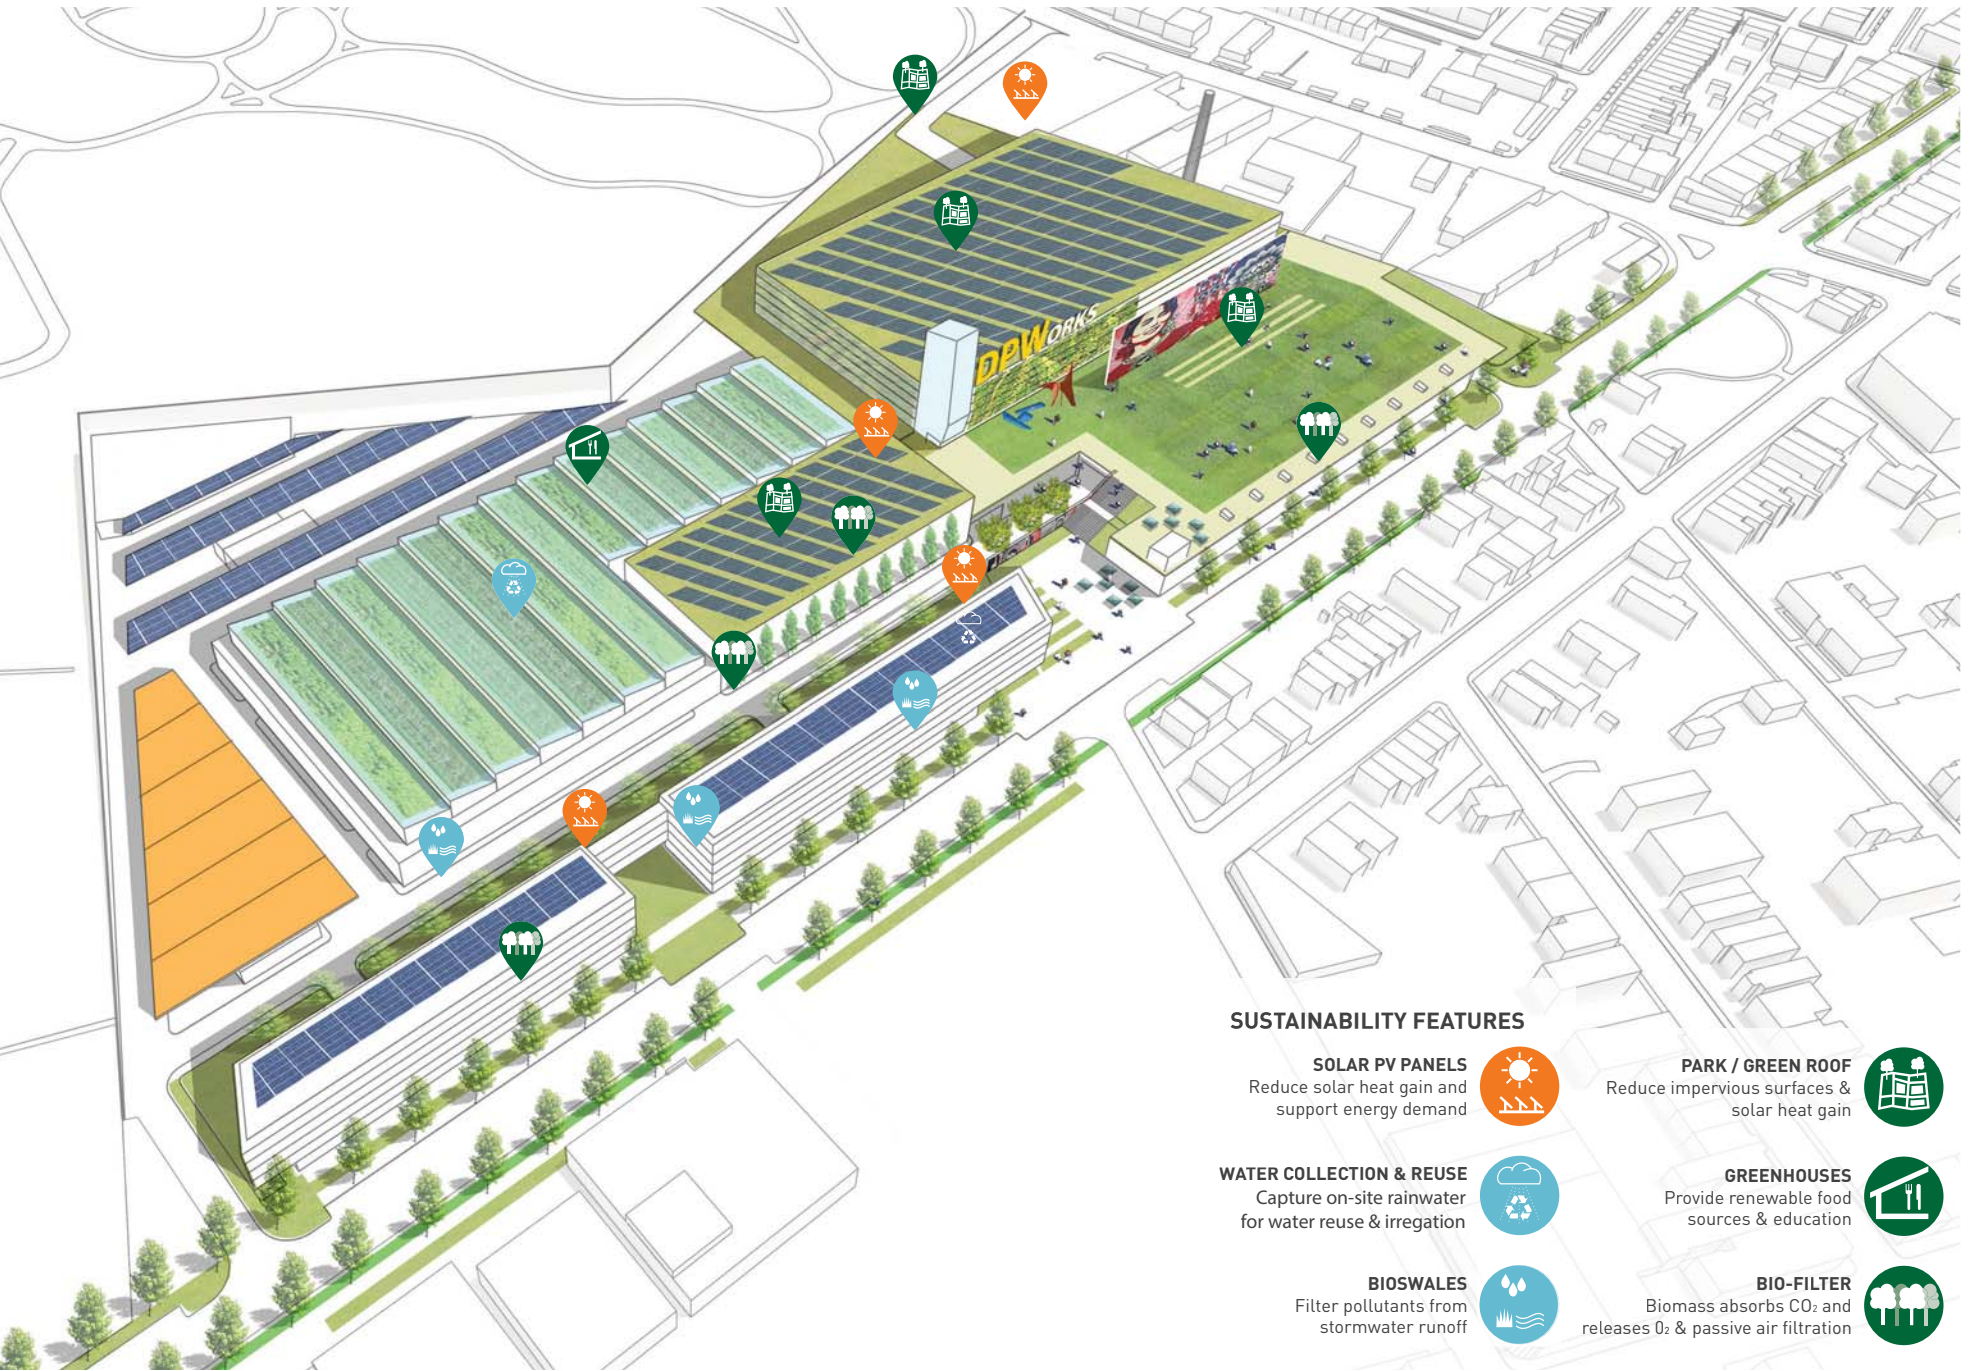 DPWORKS
SUSTAINABILITY FEATURES
SOLAR PV PANELS
Reduce solar heat gain and
support energy demand
WATER COLLECTION & REUSE
Capture on-site rainwater
for water reuse & irregation
BIOSWALES
Filter pollutants from
stormwater runoff
PARK / GREEN ROOF
Reduce impervious surfaces &
solar heat gain
GREENHOUSES
Provide renewable food
sources & education
BIO-FILTER
Biomass absorbs CO2 and
releases 02 & passive air filtration